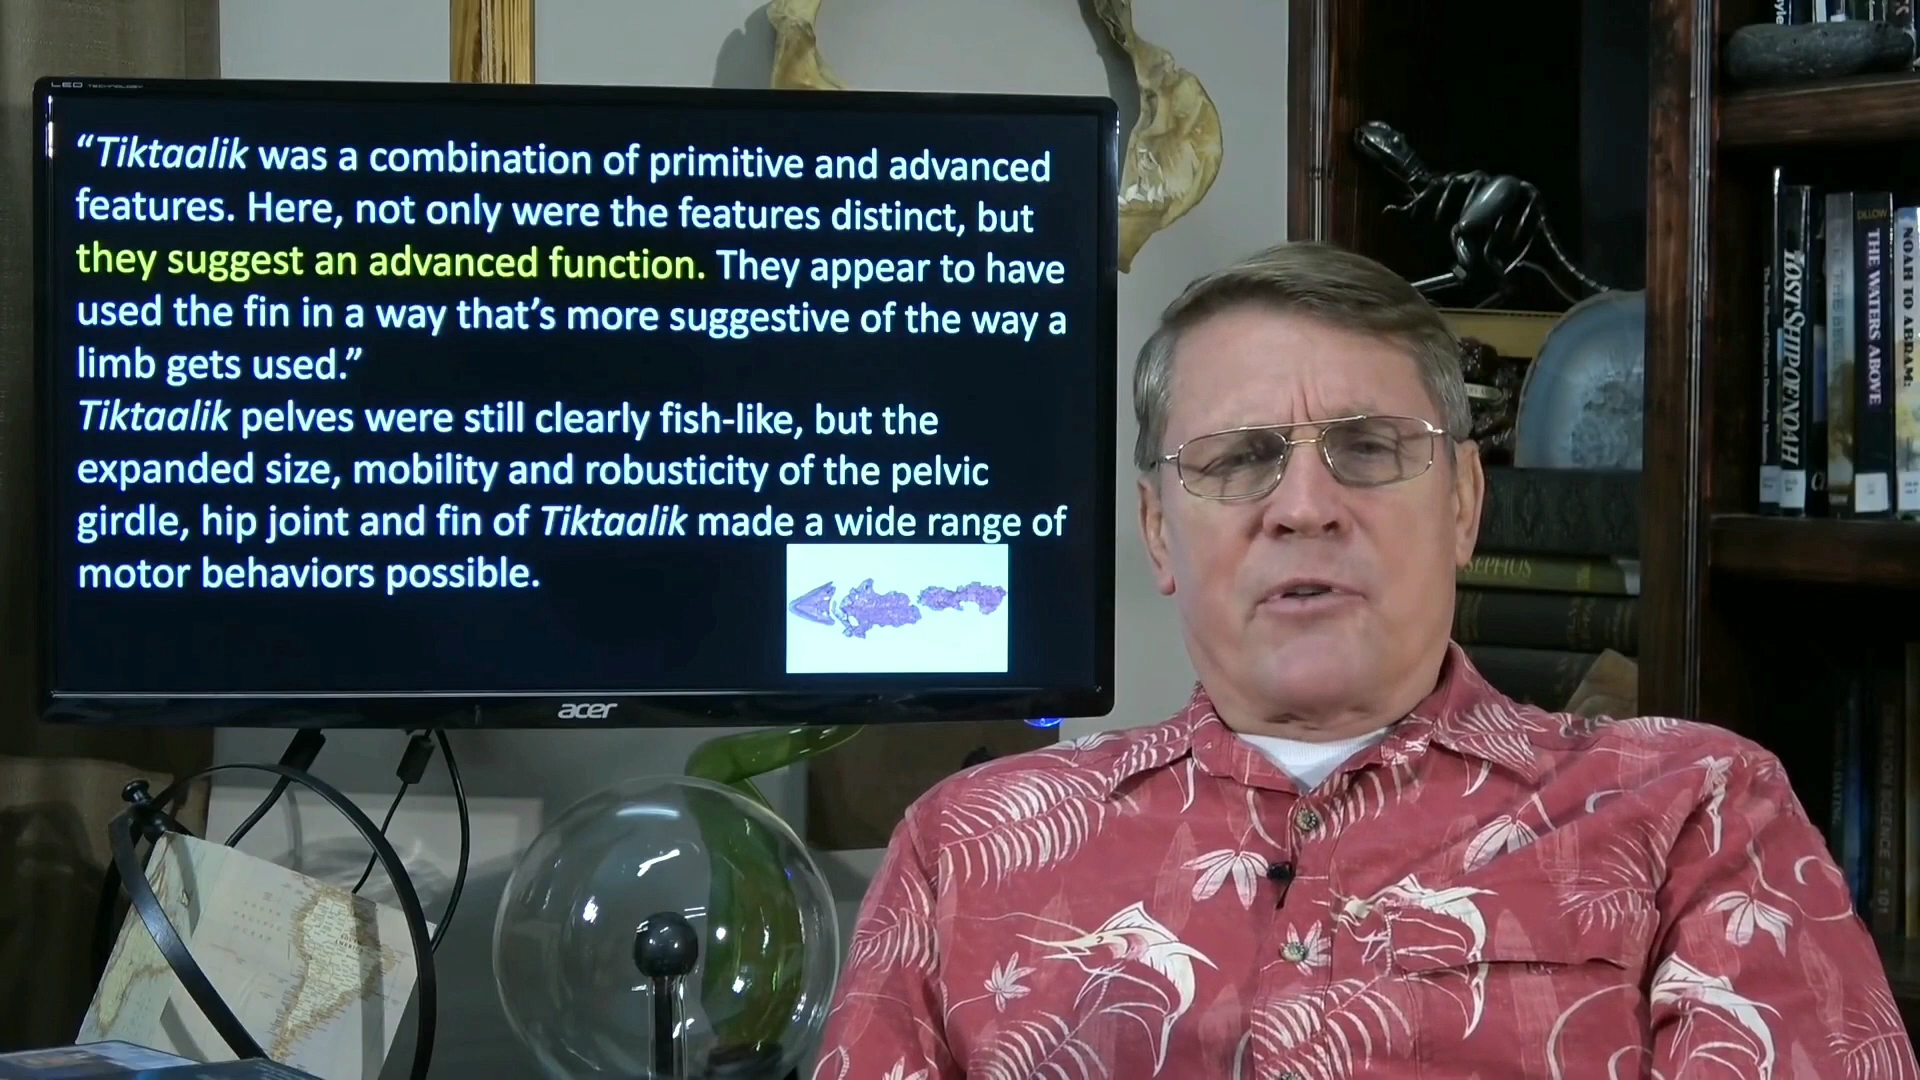 LED TECHNOLOGY
“Tiktaalik was a combination of primitive and advanced
features. Here, not only were the features distinct, but
they suggest an advanced function. They appear to have
used the fin in a way that’s more suggestive of the way a
limb gets used.”
Tiktaalik pelves were still clearly fish-like, but the
expanded size, mobility and robusticity of the pelvic
girdle, hip joint and fin of Tiktaalik made a wide range of
motor behaviors possible.
acer
DILLOW
THE WATERS ABOVE
NOAH TO ABRAM: